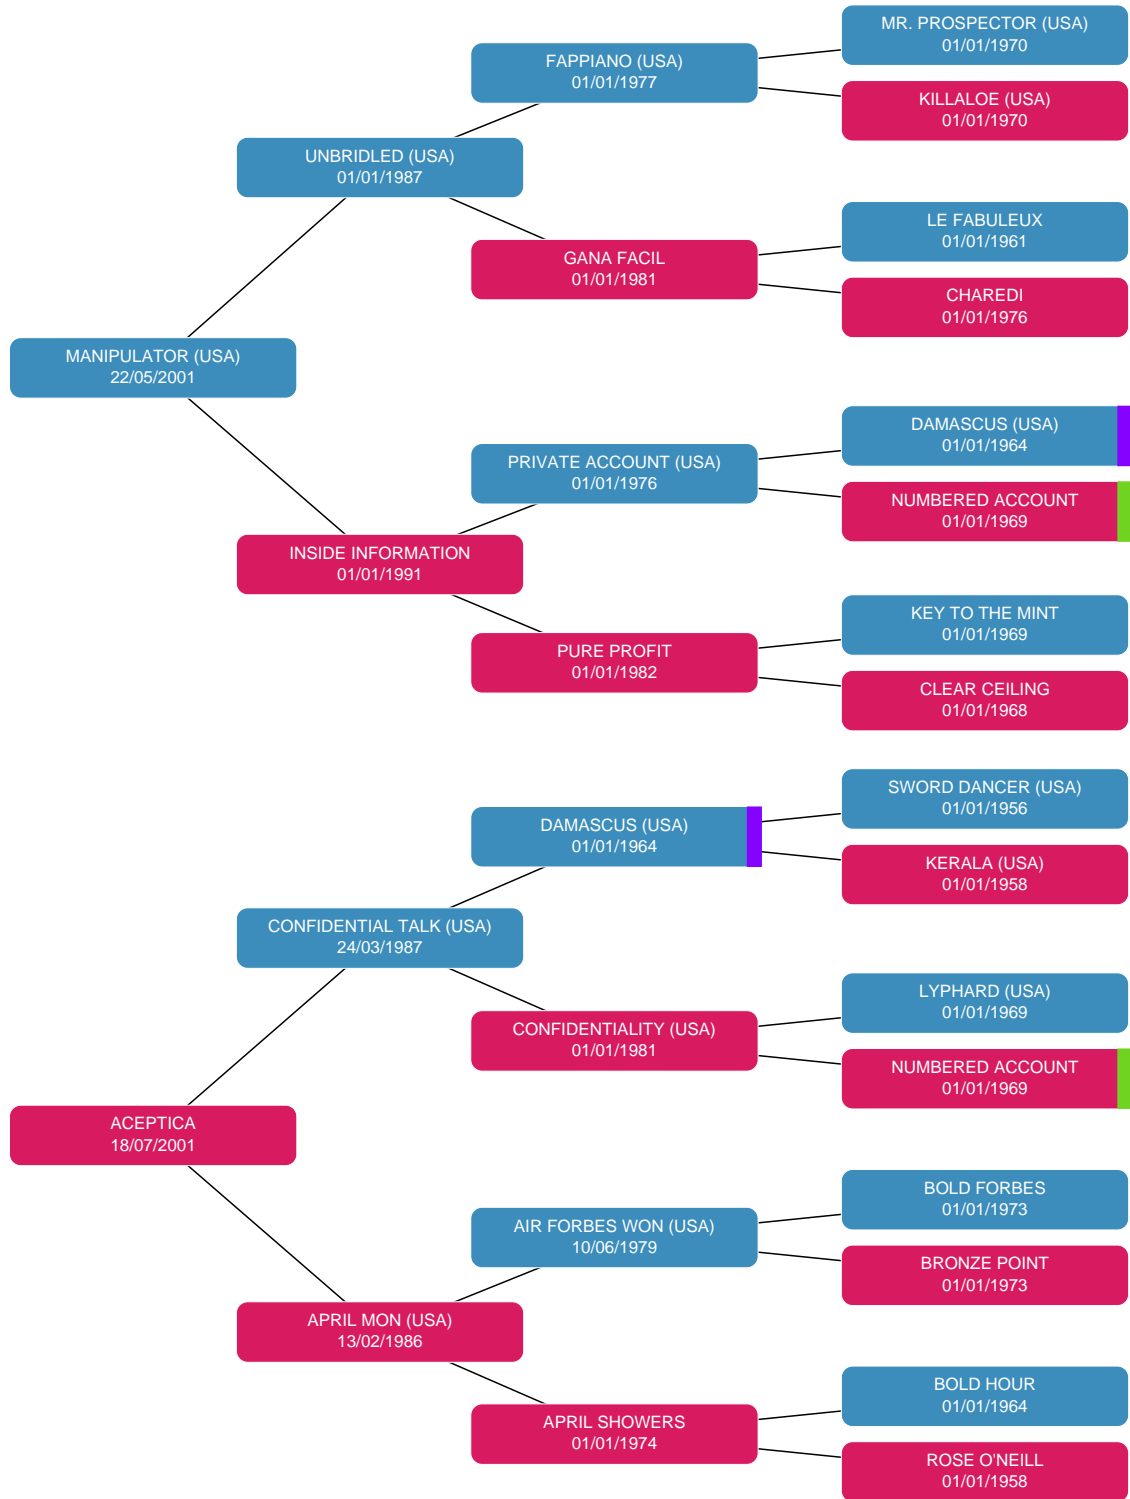 MR. PROSPECTOR (USA)
01/01/1970
FAPPIANO (USA)
01/01/1977
KILLALOE (USA)
01/01/1970
UNBRIDLED (USA)
01/01/1987
LE FABULEUX
01/01/1961
GANA FACIL
01/01/1981
CHAREDI
01/01/1976
MANIPULATOR (USA)
22/05/2001
DAMASCUS (USA)
01/01/1964
PRIVATE ACCOUNT (USA)
01/01/1976
NUMBERED ACCOUNT
01/01/1969
INSIDE INFORMATION
01/01/1991
KEY TO THE MINT
01/01/1969
PURE PROFIT
01/01/1982
CLEAR CEILING
01/01/1968
SWORD DANCER (USA)
01/01/1956
DAMASCUS (USA)
01/01/1964
KERALA (USA)
01/01/1958
CONFIDENTIAL TALK (USA)
24/03/1987
LYPHARD (USA)
01/01/1969
CONFIDENTIALITY (USA)
01/01/1981
NUMBERED ACCOUNT
01/01/1969
ACEPTICA
18/07/2001
BOLD FORBES
01/01/1973
AIR FORBES WON (USA)
10/06/1979
BRONZE POINT
01/01/1973
APRIL MON (USA)
13/02/1986
BOLD HOUR
01/01/1964
APRIL SHOWERS
01/01/1974
ROSE O'NEILL
01/01/1958